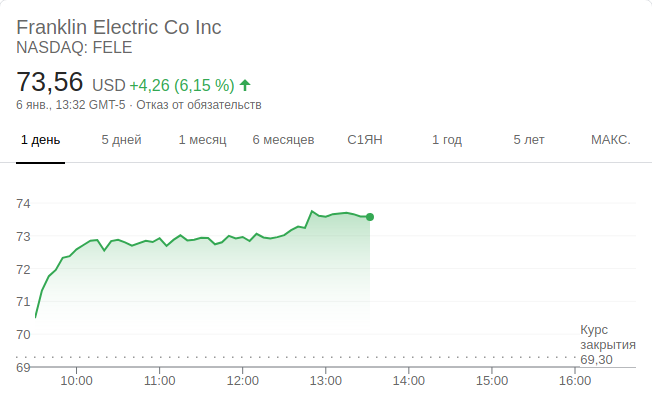 Franklin Electric Co Inc
NASDAQ: FELE
73,56 USD +4,26 (6,15 %)
6 янв., 13:32 GMT-5 · Отказ от обязательств
1 день 5 дней 1 месяц 6 месяцев С1ЯН 1 год 5 лет МАКС.
74
73
72
71
70
Курс
закрытия
69,30
69
10:00 11:00 12:00 13:00 14:00 15:00 16:00